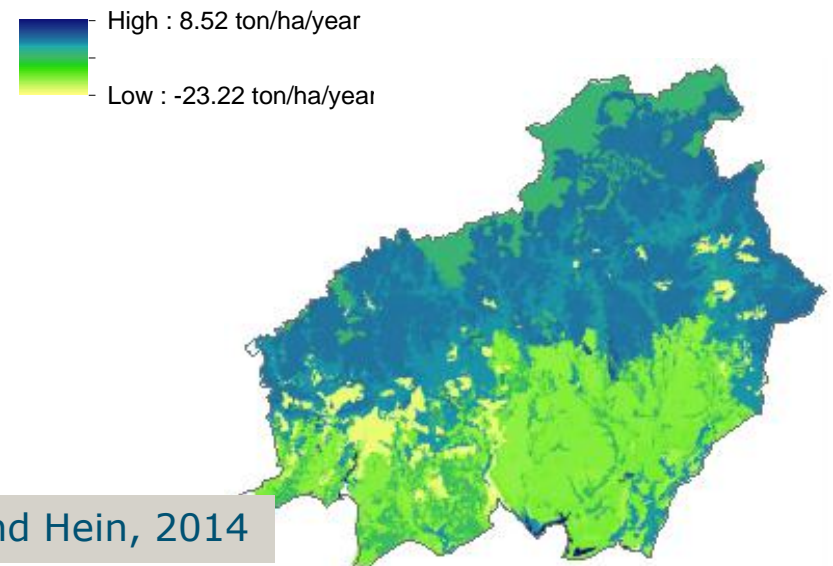 High : 8.52 ton/ha/year
Low : -23.22 ton/ha/year
nd Hein, 2014